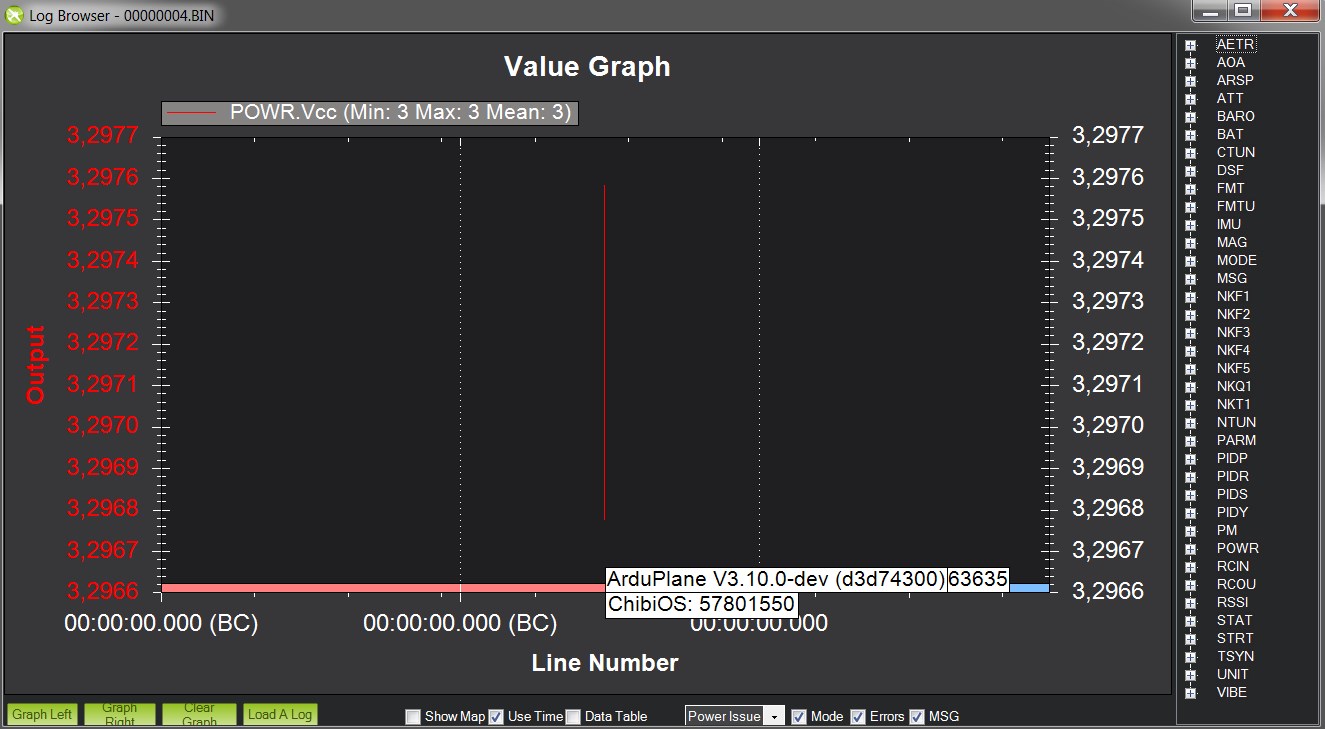 Log Browser - 00000004.BIN
Value Graph
POWR.Vcc (Min: 3 Max: 3 Mean: 3)
Output
3,2977
3,2976
3,2975
3,2974
3,2973
3,2972
3,2971
3,2970
3,2969
3,2968
3,2967
3,2966
3,2977
3,2976
3,2975
3,2974
3,2973
3,2972
3,2971
3,2970
3,2969
3,2968
3,2967
3,2966
ArduPlane V3.10.0-dev (d3d74300) 63635
ChibiOS: 57801550
00:00:00.000 (BC) 00:00:00.000 (BC) 00:00:00.000
Line Number
AETR
AOA
ARSP
ATT
BARO
BAT
CTUN
DSF
FMT
FMTU
IMU
MAG
MODE
MSG
NKF1
NKF2
NKF3
NKF4
NKF5
NKQ1
NKT1
NTUN
PARM
PIDP
PIDR
PIDS
PIDY
PM
POWR
RCIN
RCOU
RSSI
STAT
STRT
TSYN
UNIT
VIBE
Graph Left
Graph Right
Clear Graph
Load A Log
Show Map Use Time Data Table Power Issue Mode Errors MSG